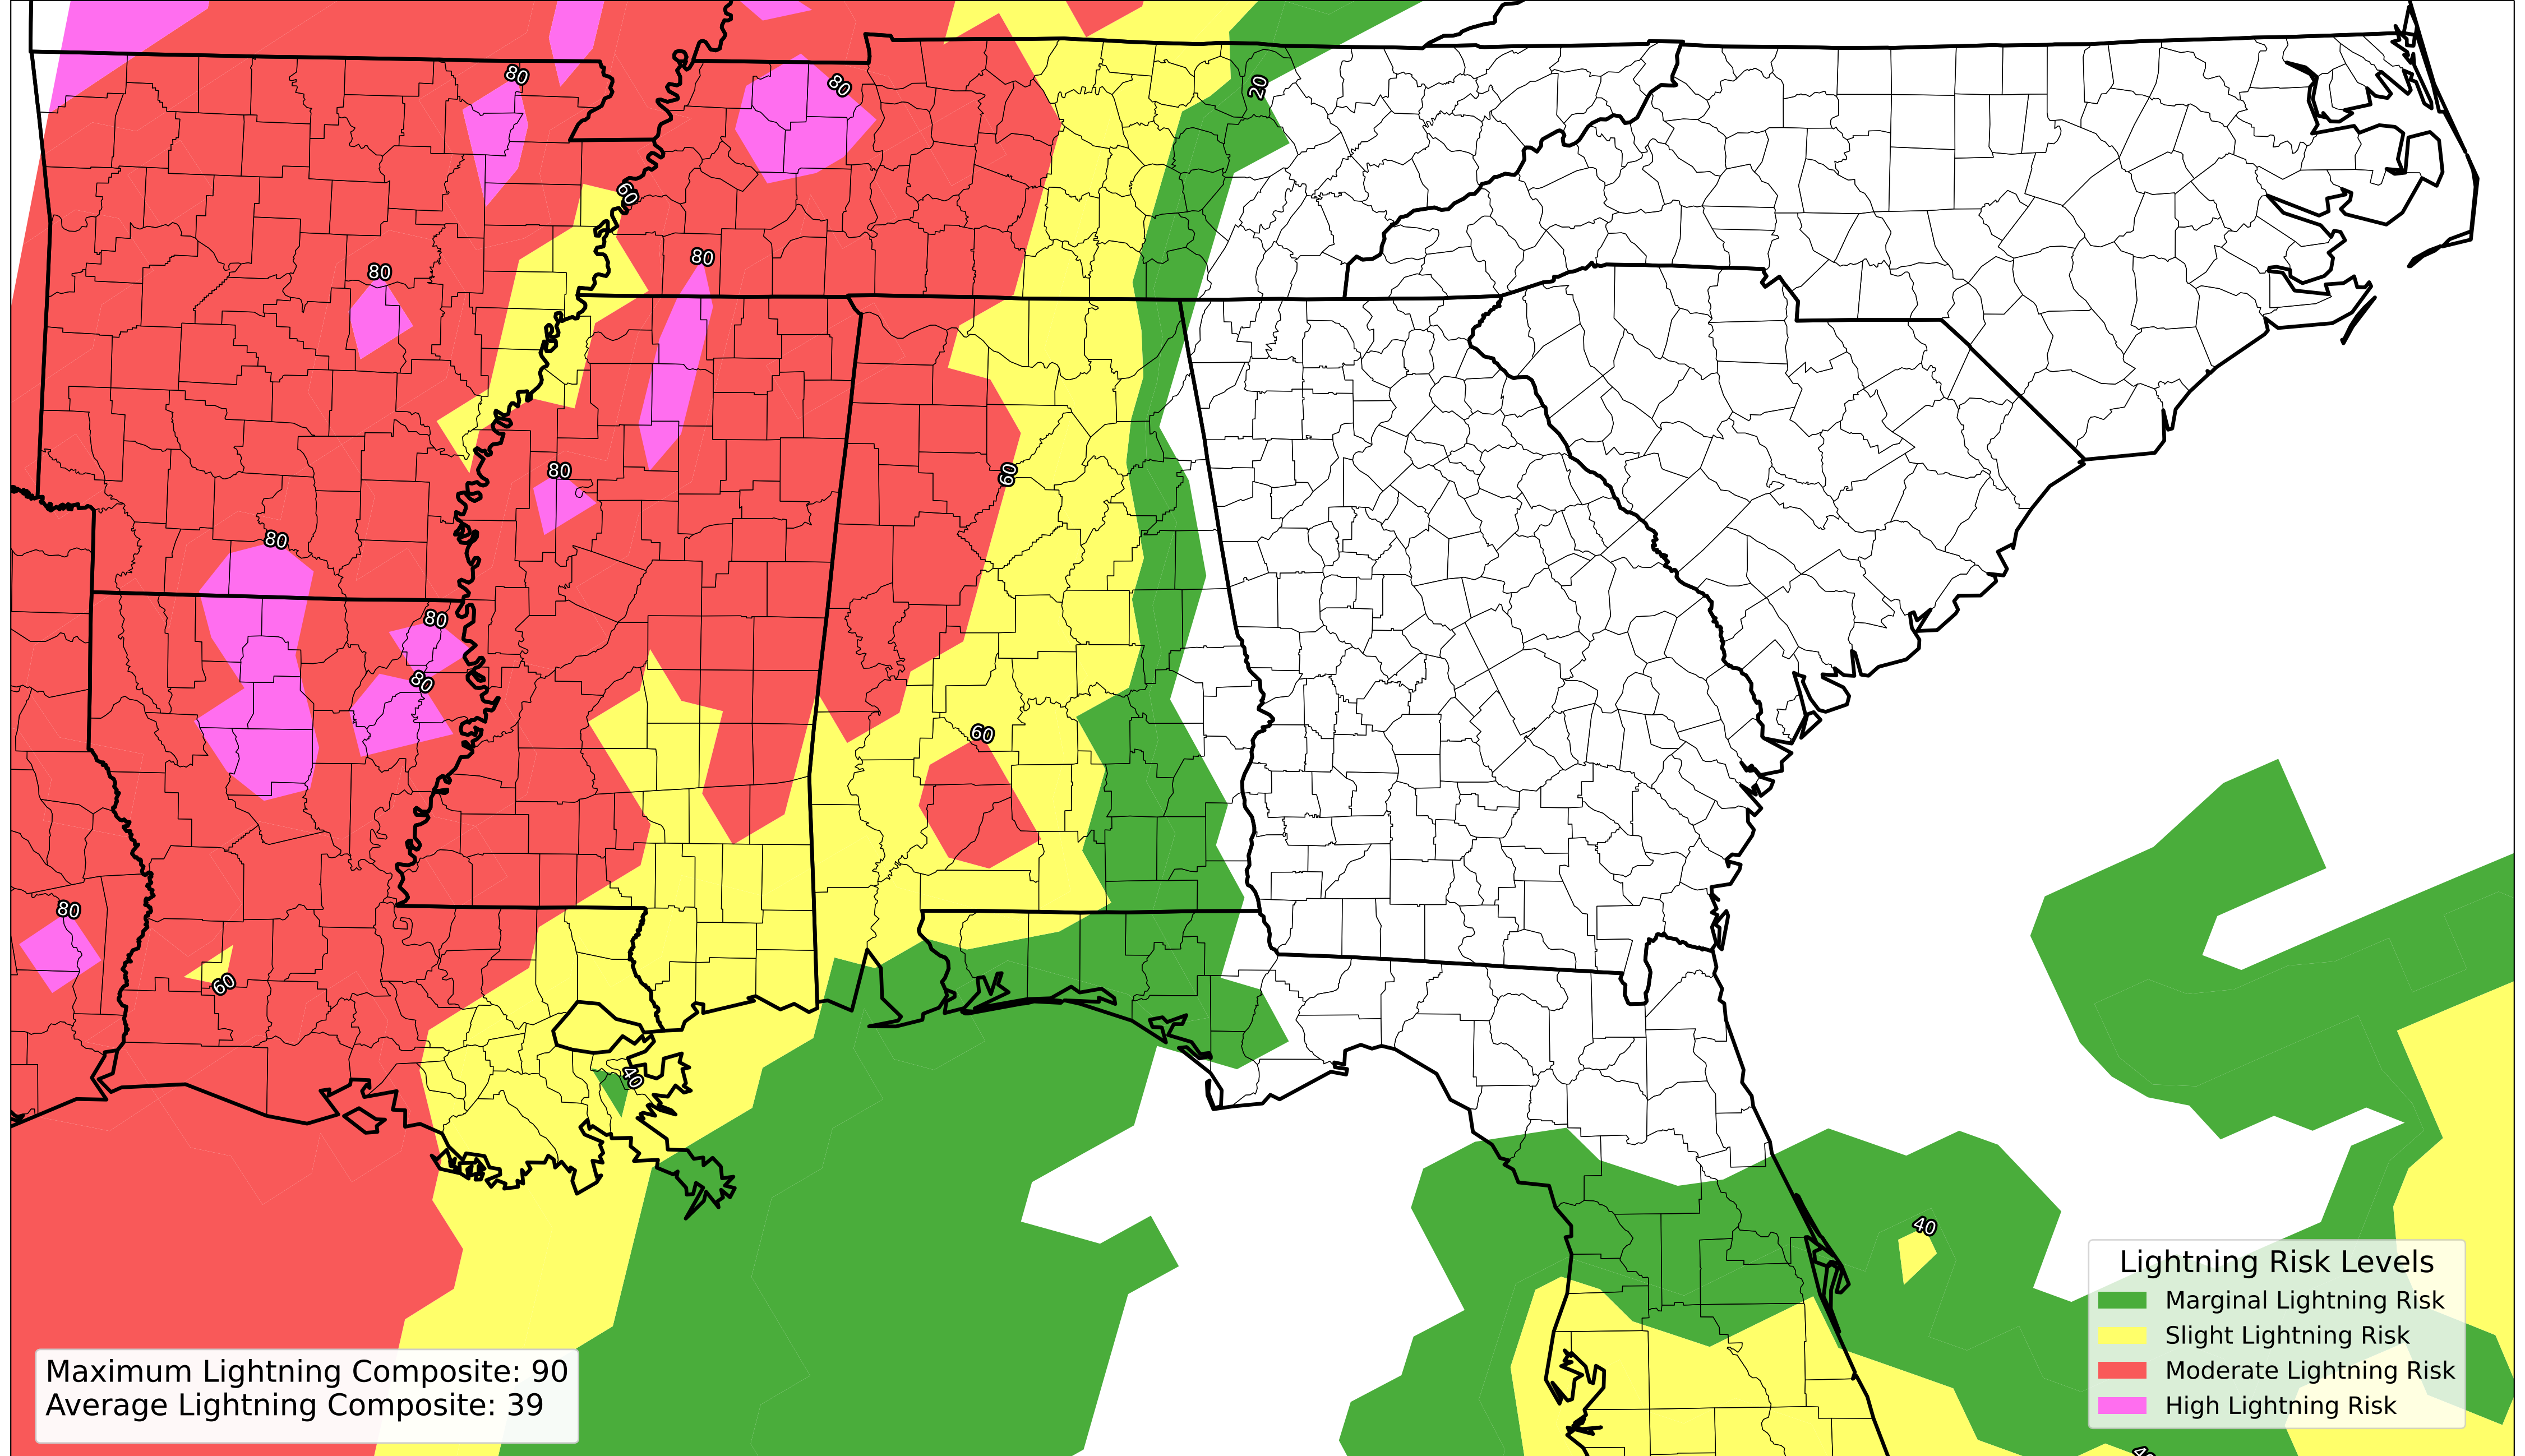 80
80
20
60
80
80
80
60
80
80
80
60
80
60
40
40
Lightning Risk Levels
Marginal Lightning Risk
Slight Lightning Risk
Moderate Lightning Risk
High Lightning Risk
Maximum Lightning Composite: 90
Average Lightning Composite: 39